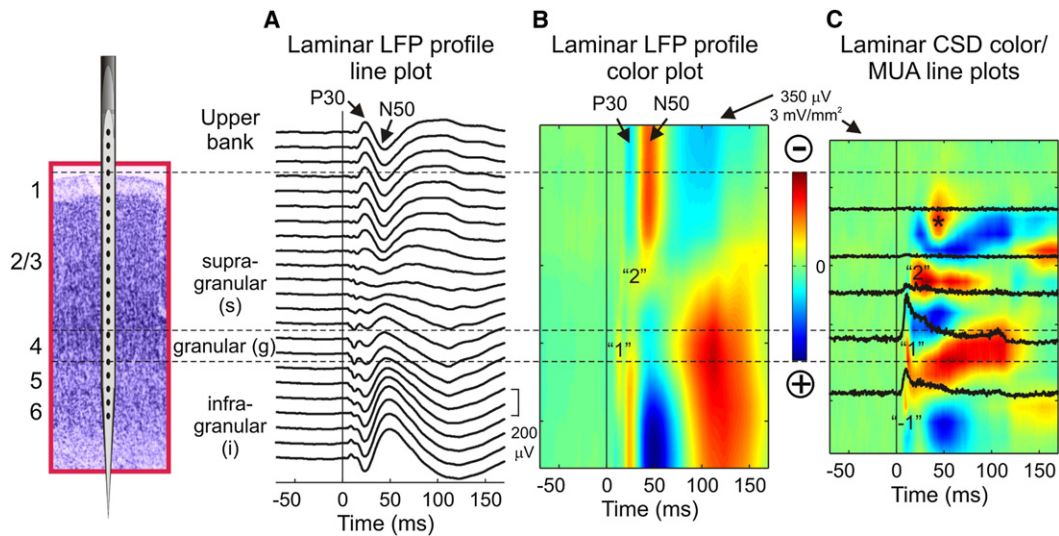 A
Laminar LFP profile
line plot
P30
N50
Upper
bank
1
2/3
supra-
granular
(s)
4
granular (g)
5
6
infra-
granular
(i)
200
μV
-50
0
50
100
150
Time (ms)
B
Laminar LFP profile
color plot
P30
N50
350 μV
3 mV/mm²
"2"
"1"
-50
0
50
100
150
Time (ms)
−
0
+
C
Laminar CSD color/
MUA line plots
*
"2"
"1"
"-1"
-50
0
50
100
150
Time (ms)